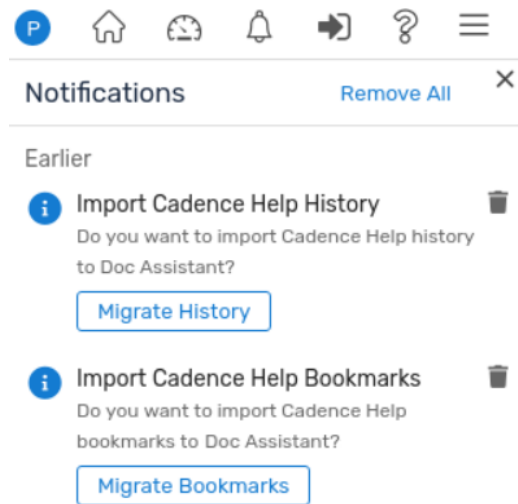 P
Notifications
Remove All
Earlier
Import Cadence Help History
Do you want to import Cadence Help history
to Doc Assistant?
Migrate History
Import Cadence Help Bookmarks
Do you want to import Cadence Help
bookmarks to Doc Assistant?
Migrate Bookmarks